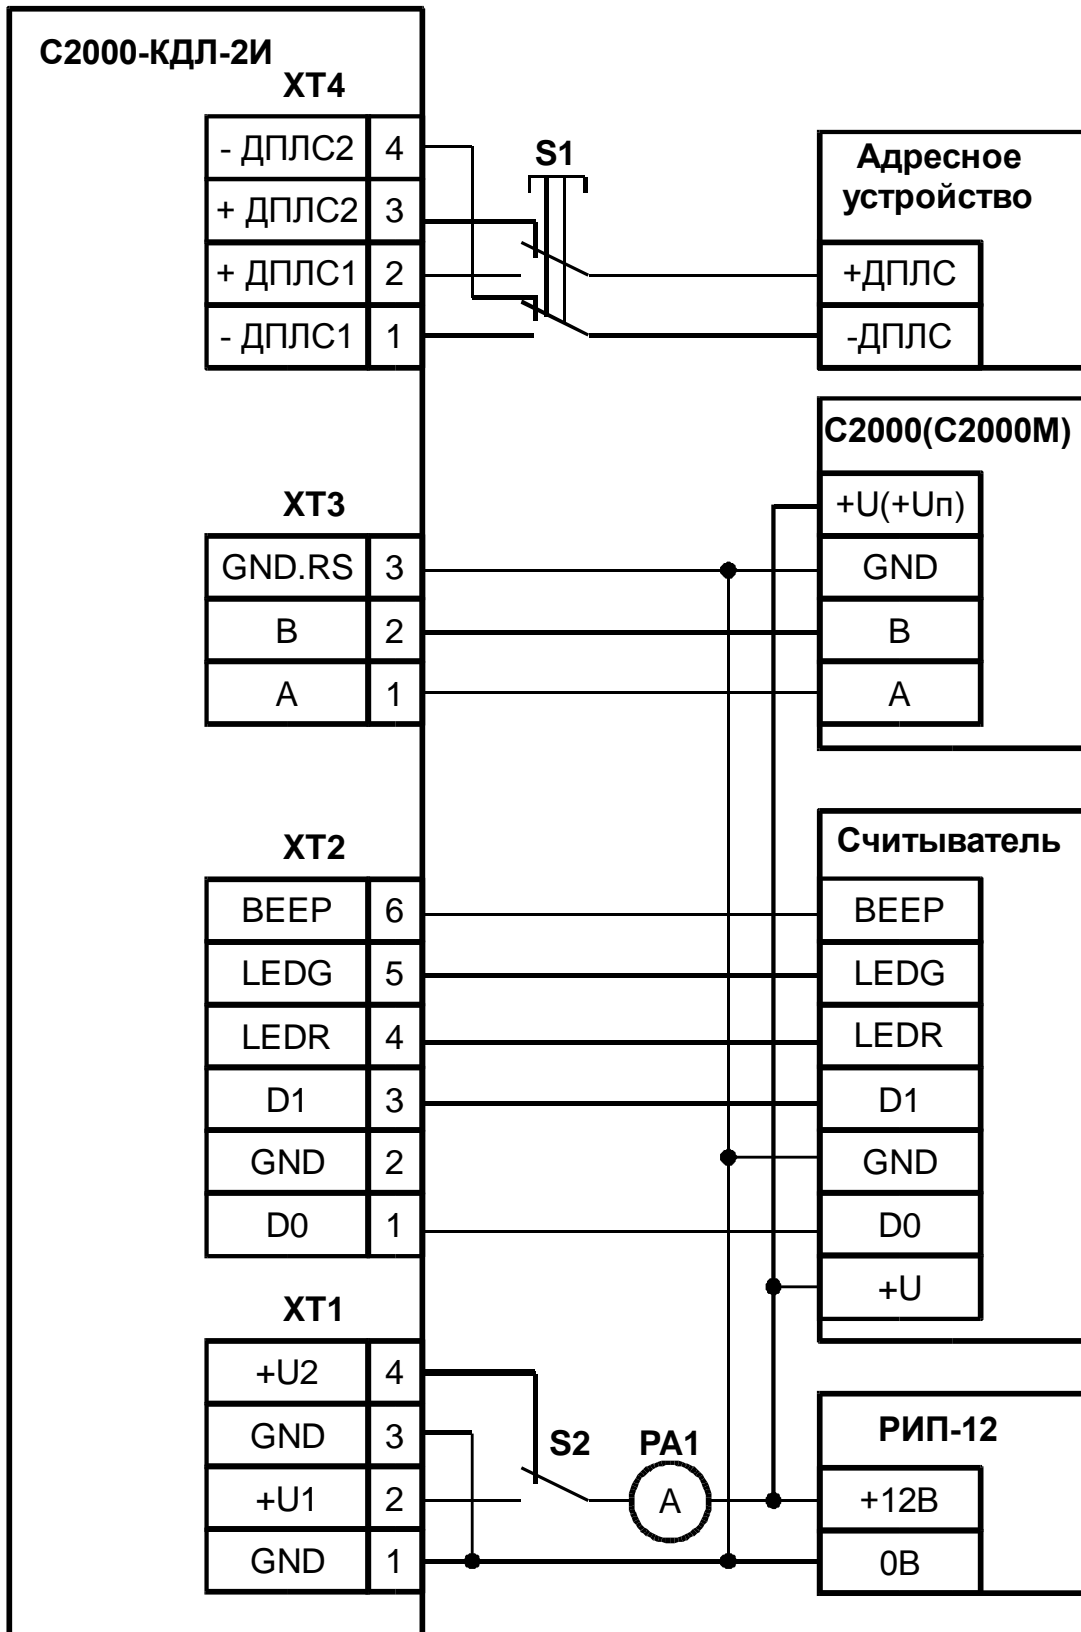 С2000-КДЛ-2И
XT4
- ДПЛС2 4
+ ДПЛС2 3
+ ДПЛС1 2
- ДПЛС1 1
S1
Адресное
устройство
+ДПЛС
-ДПЛС
С2000(С2000М)
+U(+Uп)
GND
B
A
XT3
GND.RS 3
B 2
A 1
XT2
BEEP 6
LEDG 5
LEDR 4
D1 3
GND 2
D0 1
Считыватель
BEEP
LEDG
LEDR
D1
GND
D0
+U
XT1
+U2 4
GND 3
+U1 2
GND 1
S2
PA1
A
РИП-12
+12В
0В